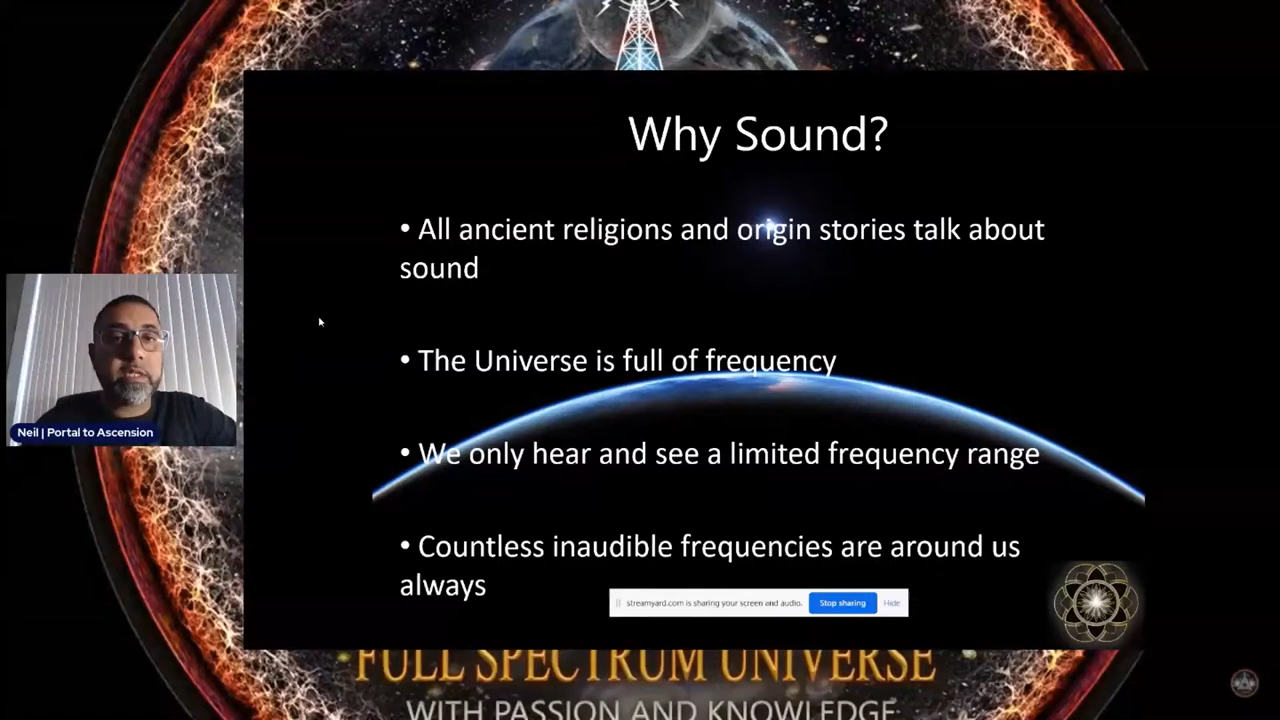 Why Sound?
• All ancient religions and origin stories talk about
sound
• The Universe is full of frequency
• We only hear and see a limited frequency range
• Countless inaudible frequencies are around us
always
streamyard.com is sharing your screen and audio. Stop sharing Hide
Neil | Portal to Ascension
FULL SPECTRUM UNIVERSE
WITH PASSION AND KNOWLEDGE